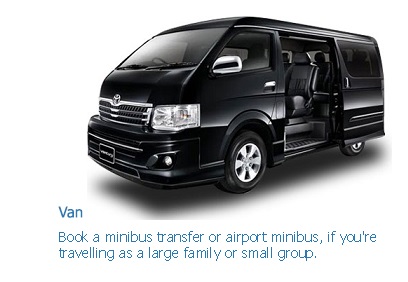 Van
Book a minibus transfer or airport minibus, if you're
travelling as a large family or small group.